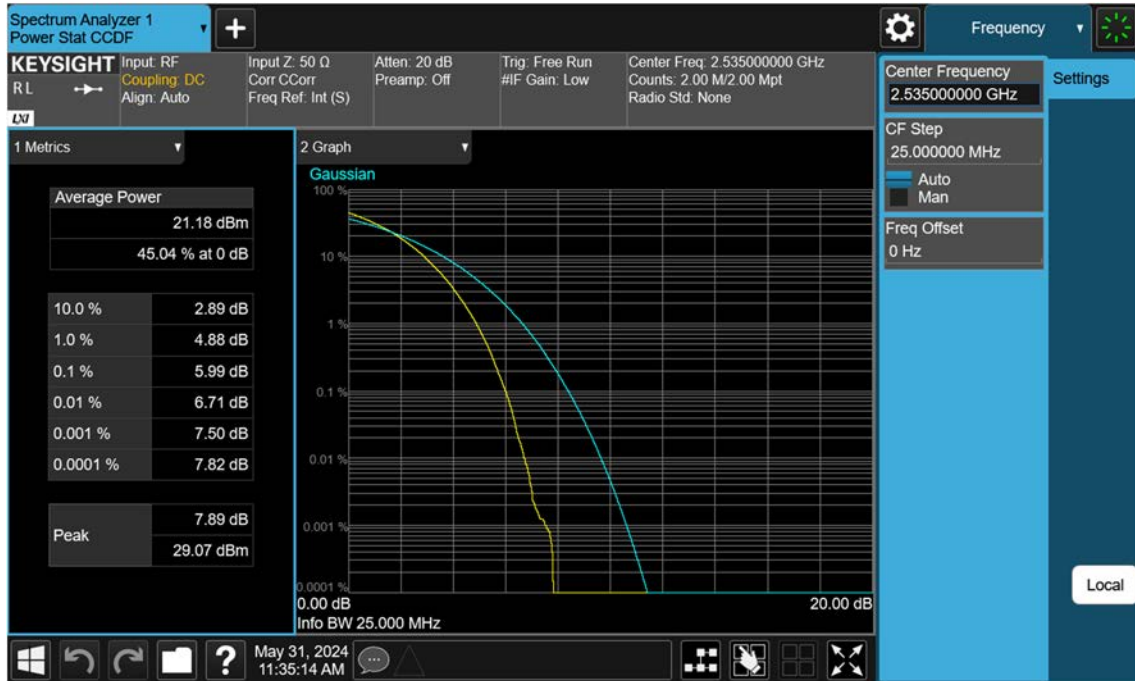 Spectrum Analyzer 1
Power Stat CCDF
Frequency
KEYSIGHT
R L
LXI
Input: RF
Coupling: DC
Align: Auto
Input Z: 50 Ω
Corr CCorr
Freq Ref: Int (S)
Atten: 20 dB
Preamp: Off
Trig: Free Run
#IF Gain: Low
Center Freq: 2.535000000 GHz
Counts: 2.00 M/2.00 Mpt
Radio Std: None
Center Frequency
2.535000000 GHz
Settings
CF Step
25.000000 MHz
Auto
Man
Freq Offset
0 Hz
Local
1 Metrics
Average Power
21.18 dBm
45.04 % at 0 dB
10.0 % 2.89 dB
1.0 % 4.88 dB
0.1 % 5.99 dB
0.01 % 6.71 dB
0.001 % 7.50 dB
0.0001 % 7.82 dB
Peak
7.89 dB
29.07 dBm
2 Graph
Gaussian
100 %
10 %
1 %
0.1 %
0.01 %
0.001 %
0.0001 %
0.00 dB 20.00 dB
Info BW 25.000 MHz
?
May 31, 2024
11:35:14 AM